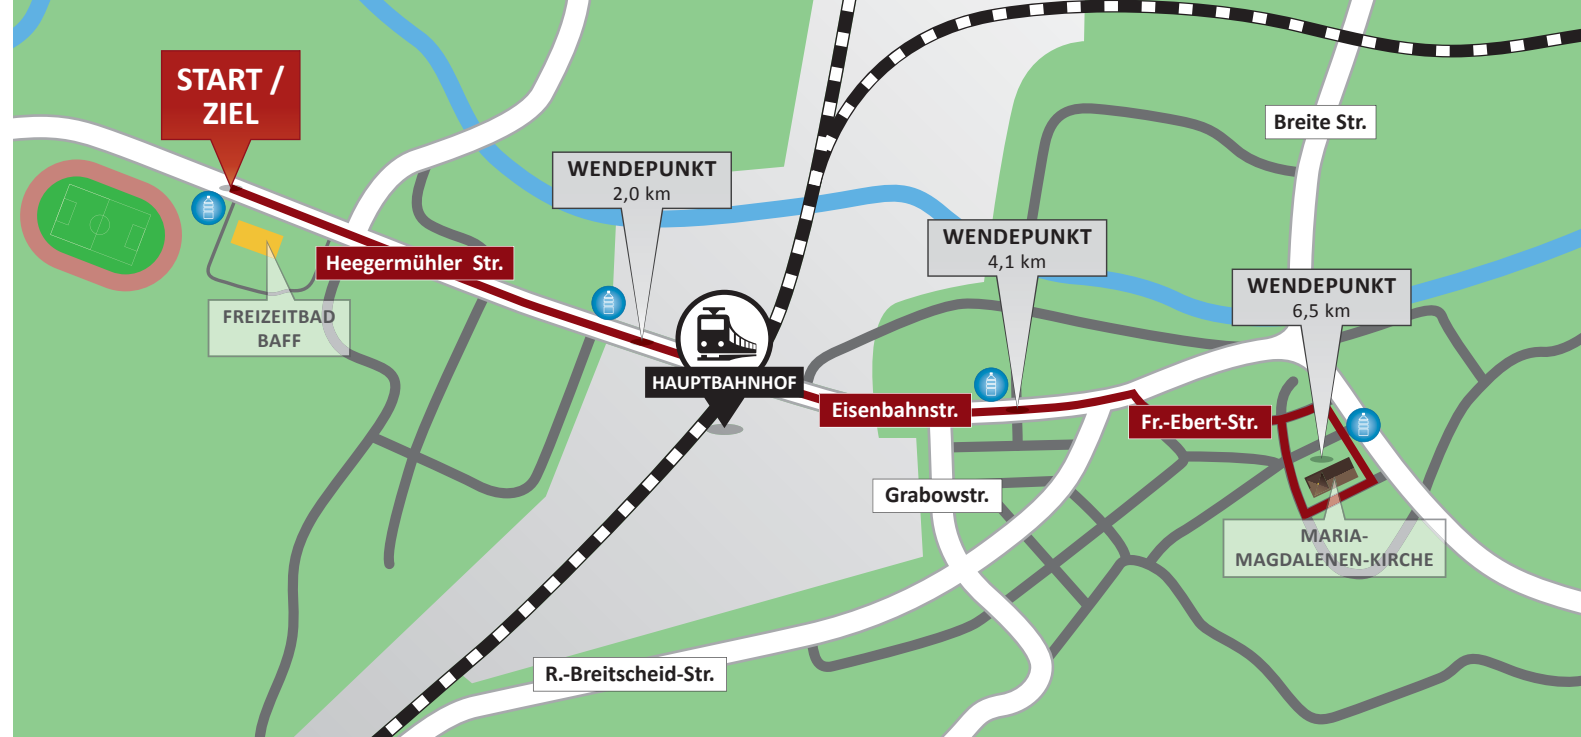 START /
ZIEL
Breite Str.
WENDEPUNKT
2,0 km
WENDEPUNKT
4,1 km
Heegermühler Str.
WENDEPUNKT
6,5 km
FREIZEITBAD
BAFF
HAUPTBAHNHOF
Eisenbahnstr.
Fr.-Ebert-Str.
Grabowstr.
MARIA-
MAGDALENEN-KIRCHE
R.-Breitscheid-Str.